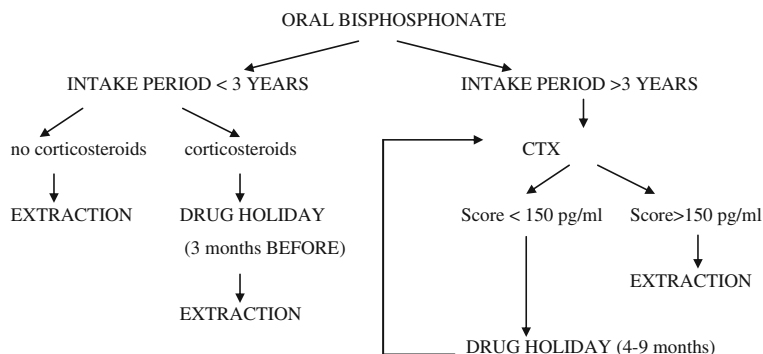 ORAL BISPHOSPHONATE
INTAKE PERIOD < 3 YEARS
INTAKE PERIOD >3 YEARS
no corticosteroids
corticosteroids
CTX
EXTRACTION
DRUG HOLIDAY
(3 months BEFORE)
Score < 150 pg/ml
Score>150 pg/ml
EXTRACTION
EXTRACTION
DRUG HOLIDAY (4-9 months)